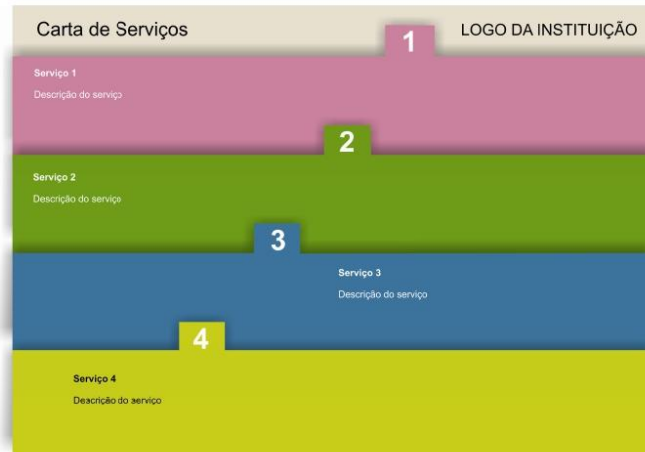 Carta de Serviços
LOGO DA INSTITUIÇÃO
1
Serviço 1
Descrição do serviço
2
Serviço 2
Descrição do serviço
3
Serviço 3
Descrição do serviço
4
Serviço 4
Descrição do serviço